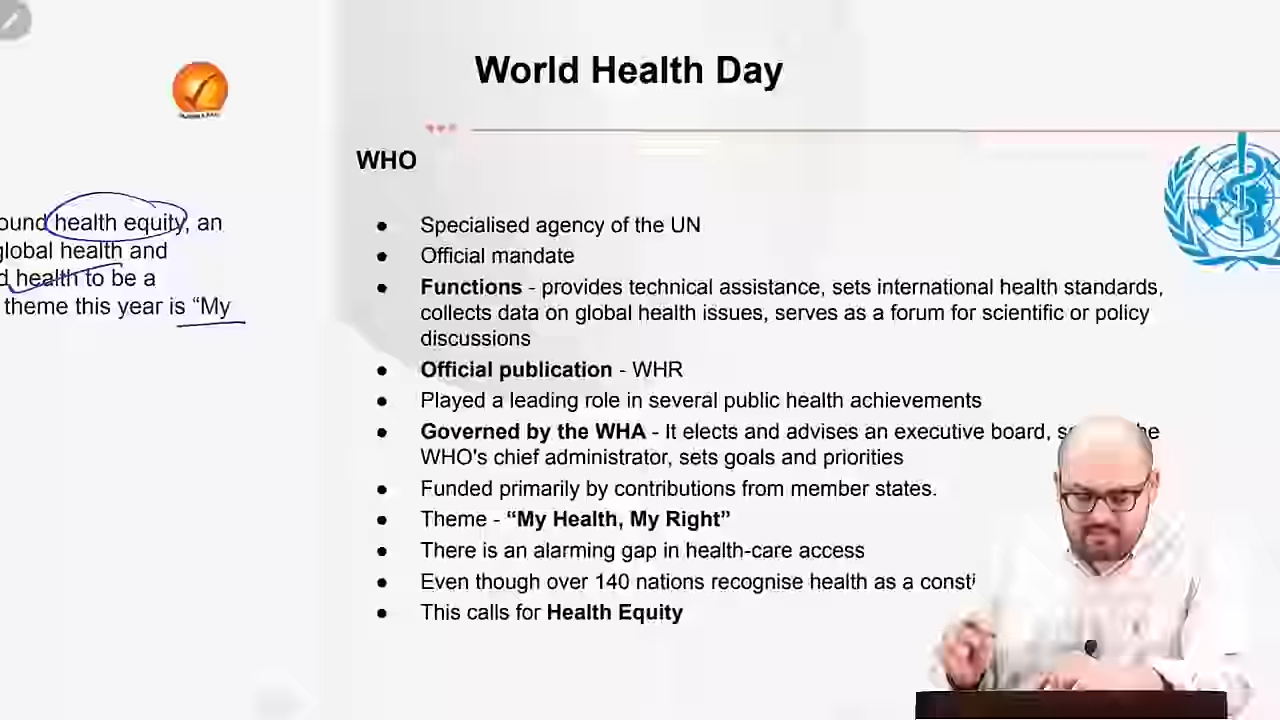 World Health Day
ound health equity, an
global health and
d health to be a
theme this year is “My
WHO
● Specialised agency of the UN
● Official mandate
● Functions - provides technical assistance, sets international health standards,
collects data on global health issues, serves as a forum for scientific or policy
discussions
● Official publication - WHR
● Played a leading role in several public health achievements
● Governed by the WHA - It elects and advises an executive board,
WHO's chief administrator, sets goals and priorities
● Funded primarily by contributions from member states.
● Theme - “My Health, My Right”
● There is an alarming gap in health-care access
● Even though over 140 nations recognise health as a consti
● This calls for Health Equity